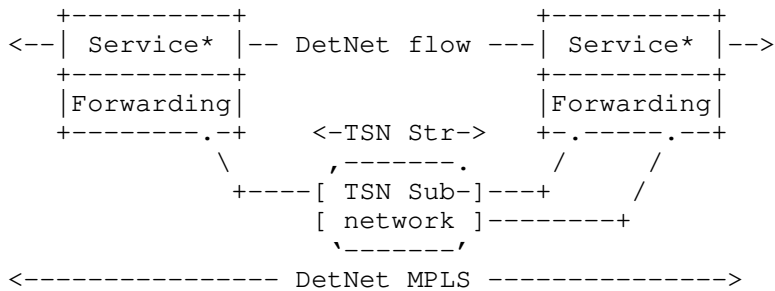 Service* Service*
<--|-- DetNet flow ---|-->
Forwarding Forwarding
<-TSN Str->
TSN Sub-
network
DetNet MPLS